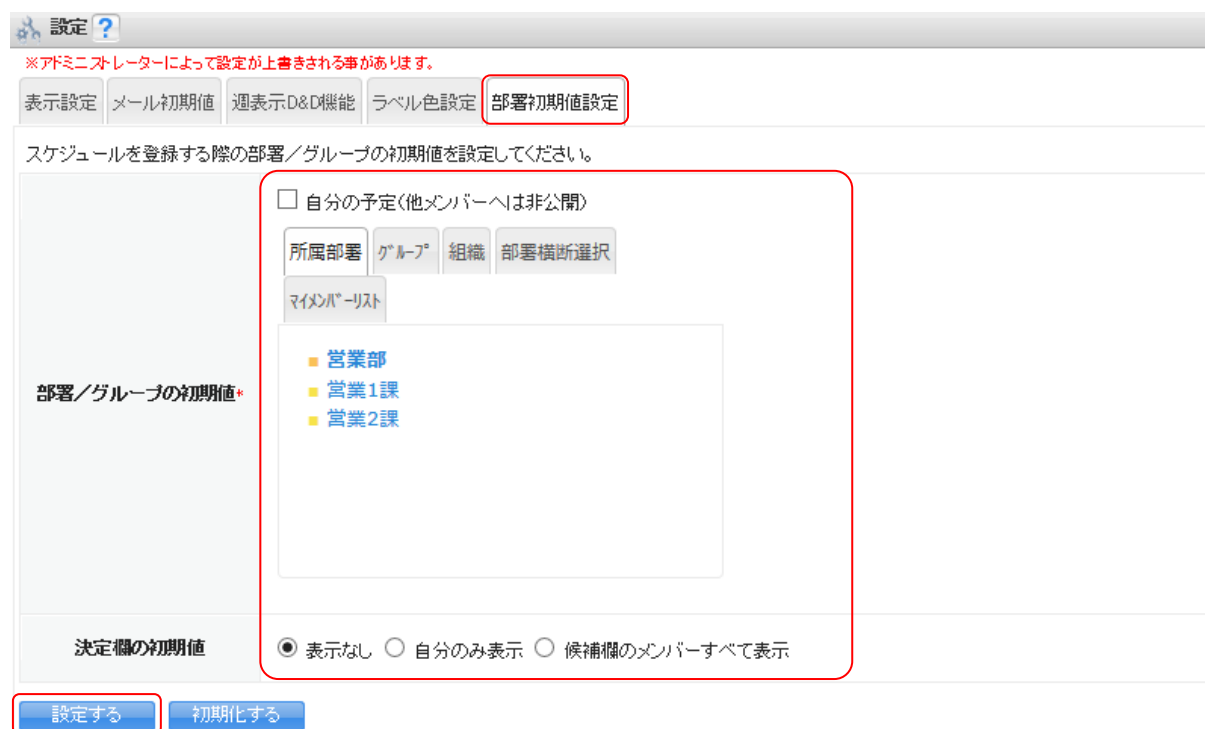 設定 ?
※アドミニストレーターによって設定が上書きされる事があります。
表示設定 メール初期値 週表示D&D機能 ラベル色設定 部署初期値設定
スケジュールを登録する際の部署／グループの初期値を設定してください。
自分の予定(他メンバーへは非公開)
所属部署 ｸﾞﾙｰﾌﾟ 組織 部署横断選択
ﾏｲﾒﾝﾊﾞｰﾘｽﾄ
営業部
営業1課
営業2課
部署／グループの初期値*
決定欄の初期値 表示なし 自分のみ表示 候補欄のメンバーすべて表示
設定する 初期化する